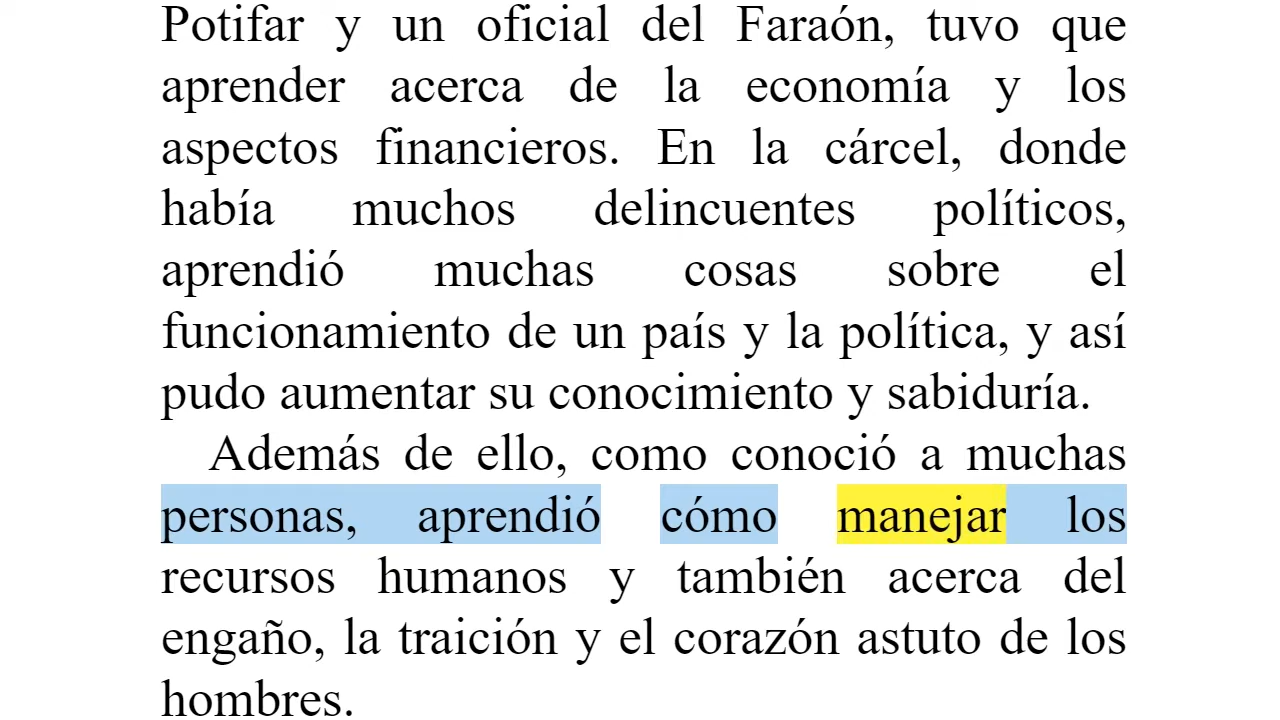 Potifar y un oficial del Faraón, tuvo que
aprender acerca de la economía y los
aspectos financieros. En la cárcel, donde
había muchos delincuentes políticos,
aprendió muchas cosas sobre el
funcionamiento de un país y la política, y así
pudo aumentar su conocimiento y sabiduría.
Además de ello, como conoció a muchas
personas, aprendió cómo manejar los
recursos humanos y también acerca del
engaño, la traición y el corazón astuto de los
hombres.